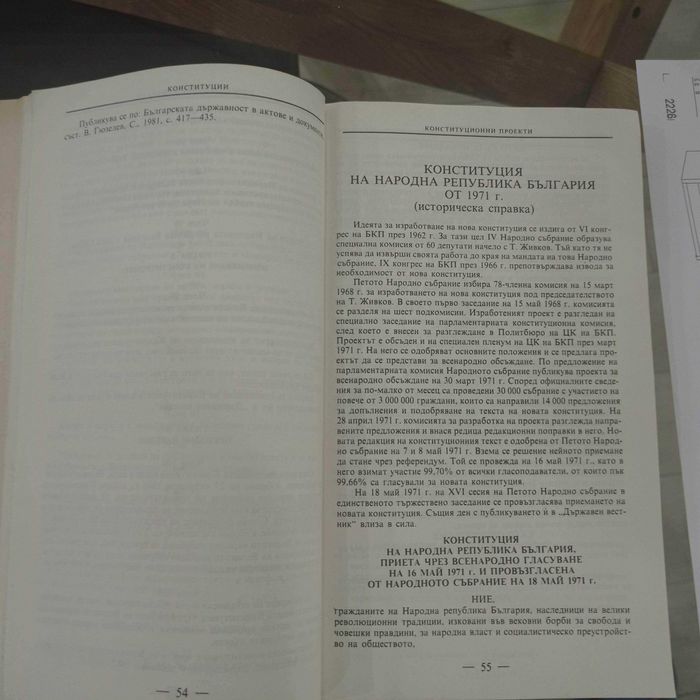 КОНСТИТУЦИИ
Публикува се по: Българската държавност в актове и документи
съст. В. Гюзелев, С., 1981, с. 417—435.
— 54 —
КОНСТИТУЦИОННИ ПРОЕКТИ
КОНСТИТУЦИЯ
НА НАРОДНА РЕПУБЛИКА БЪЛГАРИЯ
ОТ 1971 г.
(историческа справка)
Идеята за изработване на нова конституция се издига от VI конг-
рес на БКП през 1962 г. За тази цел IV Народно събрание образува
специална комисия от 60 депутати начело с Т. Живков. Тъй като тя не
успява да извърши своята работа до края на мандата на това Народно
събрание, IX конгрес на БКП през 1966 г. препотвърждава извода за
необходимост от нова конституция.
Петото Народно събрание избира 78-членна комисия на 15 март
1968 г. за изработването на нова конституция под председателството
на Т. Живков. В своето първо заседание на 15 май 1968 г. комисията
се разделя на шест подкомисии. Изработеният проект е разгледан на
специално заседание на парламентарната конституционна комисия,
след което е внесен за разглеждане в Политбюро на ЦК на БКП.
Проектът е обсъден и на специален пленум на ЦК на БКП през март
1971 г. На него се одобряват основните положения и се предлага про-
ектът да се представи за всенародно обсъждане. По предложение на
парламентарната комисия Народното събрание публикува проекта за
всенародно обсъждане на 30 март 1971 г. Според официалните сведе-
ния за по-малко от месец са проведени 30 000 събрания с участието на
повече от 3 000 000 граждани, които са направили 14 000 предложения
за допълнения и подобряване на текста на новата конституция. На
28 април 1971 г. комисията за разработка на проекта разглежда напра-
вените предложения и внася редица редакционни поправки в него. Но-
вата редакция на конституционния текст е одобрена от Петото Народ-
но събрание на 7 и 8 май 1971 г. Взема се решение нейното приемане
да стане чрез референдум. Той се провежда на 16 май 1971 г., като в
него взимат участие 99,70% от всички гласоподаватели, от които пък
99,66% са гласували за новата конституция.
На 18 май 1971 г. на XVI сесия на Петото Народно събрание в
единственото тържествено заседание се провъзгласява приемането на
новата конституция. Същия ден с публикуването ѝ в „Държавен вест-
ник" влиза в сила.
КОНСТИТУЦИЯ
НА НАРОДНА РЕПУБЛИКА БЪЛГАРИЯ,
ПРИЕТА ЧРЕЗ ВСЕНАРОДНО ГЛАСУВАНЕ
НА 16 МАЙ 1971 г. И ПРОВЪЗГЛАСЕНА
ОТ НАРОДНОТО СЪБРАНИЕ НА 18 МАЙ 1971 г.
НИЕ,
гражданите на Народна република България, наследници на велики
революционни традиции, изковани във вековни борби за свобода и
човешки правдини, за народна власт и социалистическо преустройст-
во на обществото,
— 55 —